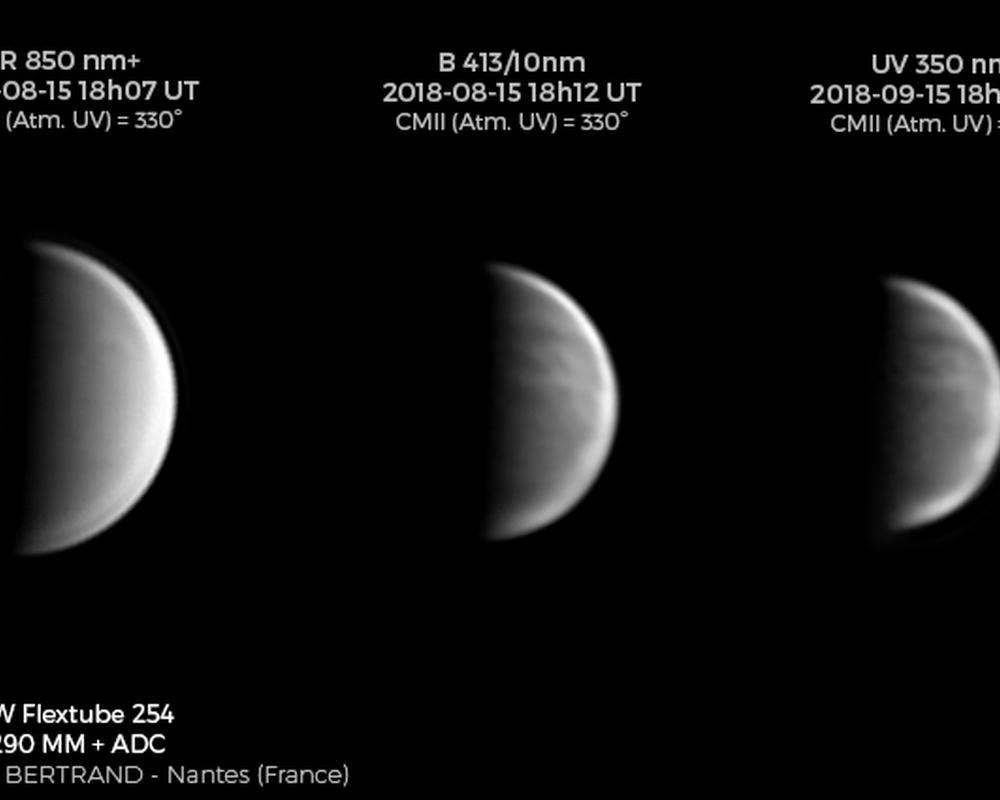 R 850 nm+
-08-15 18h07 UT
(Atm. UV) = 330°
B 413/10nm
2018-08-15 18h12 UT
CMII (Atm. UV) = 330°
UV 350 nm
2018-09-15 18h
CMII (Atm. UV) =
W Flextube 254
290 MM + ADC
BERTRAND - Nantes (France)